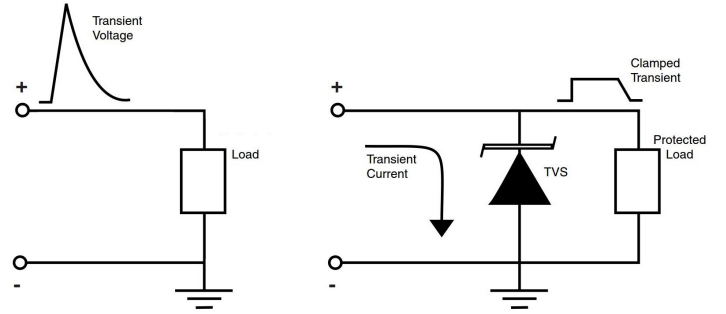 Transient
Voltage
+
Load
-
+
Clamped
Transient
Transient
Current
TVS
Protected
Load
-